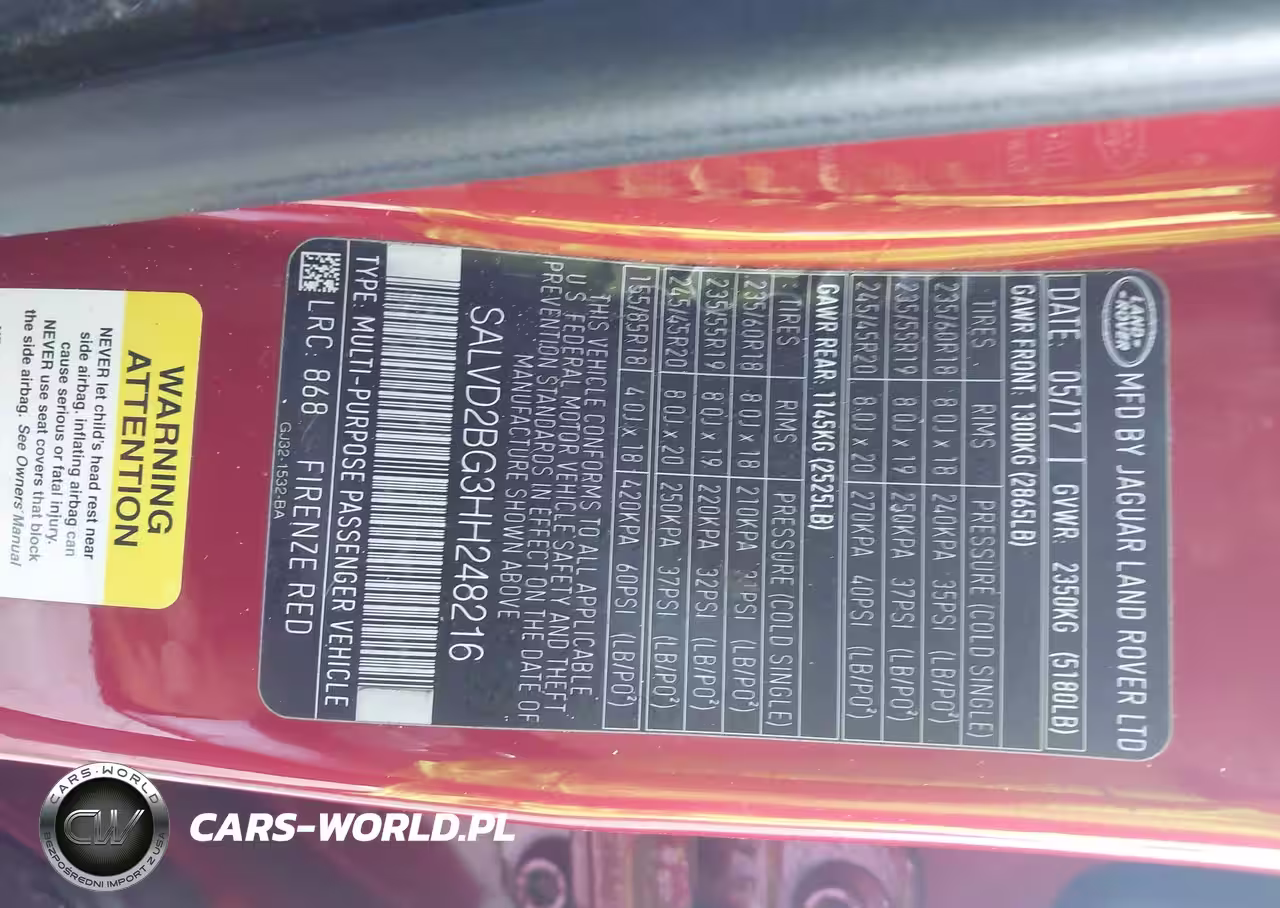 LAND ROVER
MFD BY JAGUAR LAND ROVER LTD
DATE: 05/17 GVWR: 2350KG (5180LB)
GAWR FRONT: 1300KG (2865LB)
TIRES RIMS PRESSURE (COLD SINGLE)
235/60R18 8.0J x 18 240KPA 35PSI (LB/PO²)
235/55R19 8.0J x 19 250KPA 37PSI (LB/PO²)
245/45R20 8.0J x 20 270KPA 40PSI (LB/PO²)
GAWR REAR: 1145KG (2525LB)
TIRES RIMS PRESSURE (COLD SINGLE)
235/60R18 8.0J x 18 210KPA (LB/PO²)
235/55R19 8.0J x 19 220KPA 32PSI (LB/PO²)
245/45R20 8.0J x 20 250KPA 37PSI (LB/PO²)
155/85R18 4.0J x 18 420KPA 60PSI (LB/PO²)
THIS VEHICLE CONFORMS TO ALL APPLICABLE
U.S. FEDERAL MOTOR VEHICLE SAFETY AND THEFT
PREVENTION STANDARDS IN EFFECT ON THE DATE OF
MANUFACTURE SHOWN ABOVE
SALVD2BG3HH248216
TYPE: MULTI-PURPOSE PASSENGER VEHICLE
LRC: 868 FIRENZE RED
GJ32-1532-BA
WARNING
ATTENTION
NEVER let child's head rest near
side airbag. inflating airbag can
cause serious or fatal injury.
NEVER use seat covers that block
the side airbag. See Owners Manual
CARS-WORLD
CW
BEZPOŚREDNI IMPORT Z USA
CARS-WORLD.PL